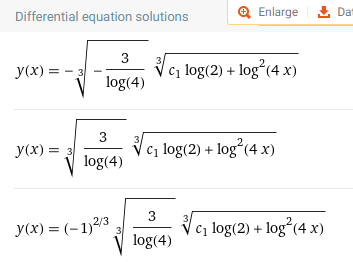 Differential equation solutions
Enlarge
y(x) = -∛(-3/log(4)) ∛(c₁ log(2) + log²(4 x))
y(x) = ∛(3/log(4)) ∛(c₁ log(2) + log²(4 x))
y(x) = (-1)^(2/3) ∛(3/log(4)) ∛(c₁ log(2) + log²(4 x))